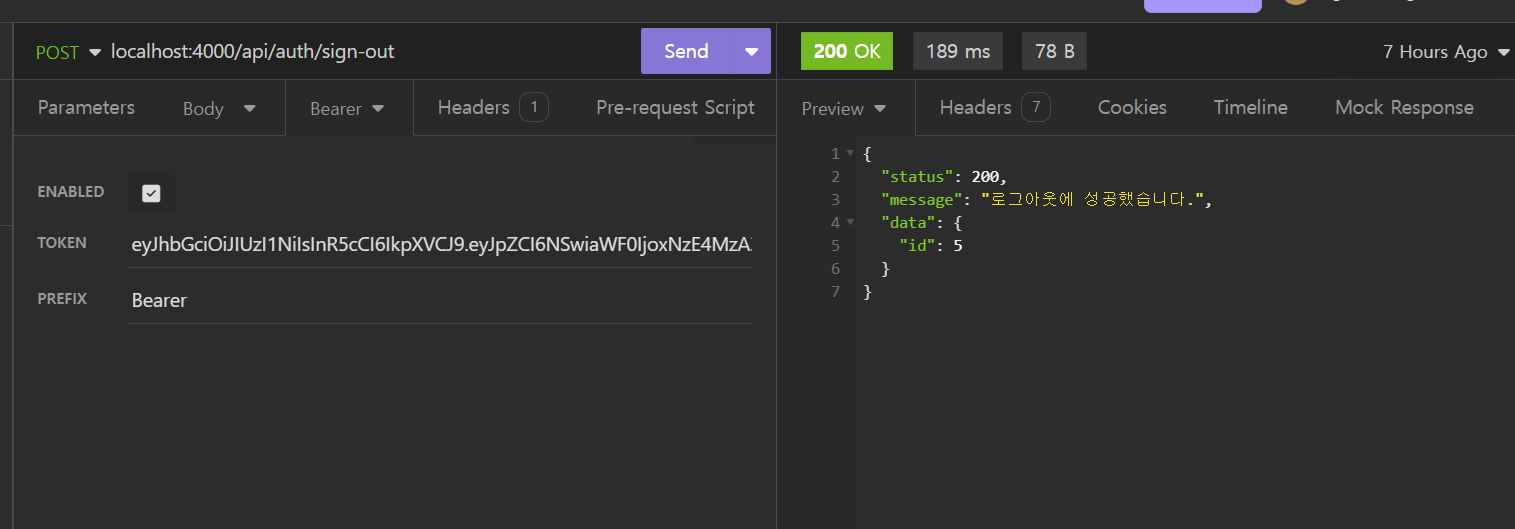 POST localhost:4000/api/auth/sign-out Send
Parameters Body Bearer Headers 1 Pre-request Script
ENABLED
TOKEN eyJhbGciOiJIUzI1NiIsInR5cCI6IkpXVCJ9.eyJpZCI6NSwiaWF0IjoxNzE4MzA
PREFIX Bearer
200 OK 189 ms 78 B 7 Hours Ago
Preview Headers 7 Cookies Timeline Mock Response
1 {
2 "status": 200,
3 "message": "로그아웃에 성공했습니다.",
4 "data": {
5 "id": 5
6 }
7 }